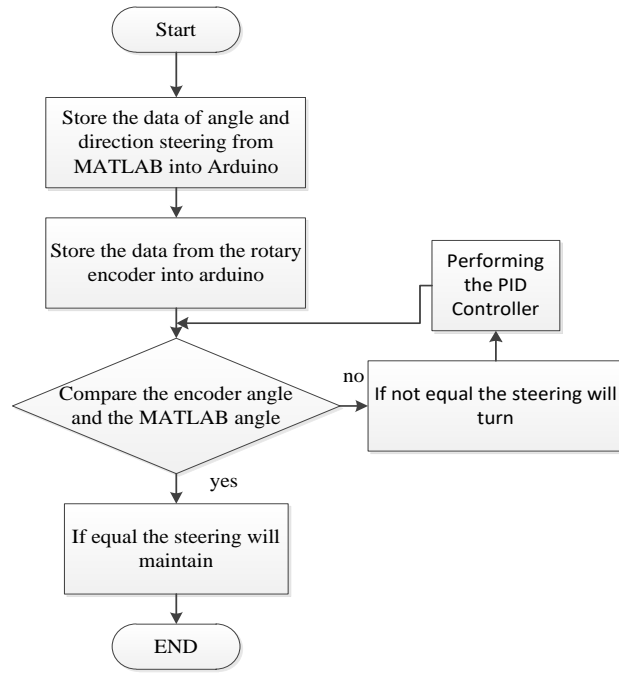 Start
Store the data of angle and
direction steering from
MATLAB into Arduino
Store the data from the rotary
encoder into arduino
Performing
the PID
Controller
Compare the encoder angle
and the MATLAB angle
no
If not equal the steering will
turn
yes
If equal the steering will
maintain
END